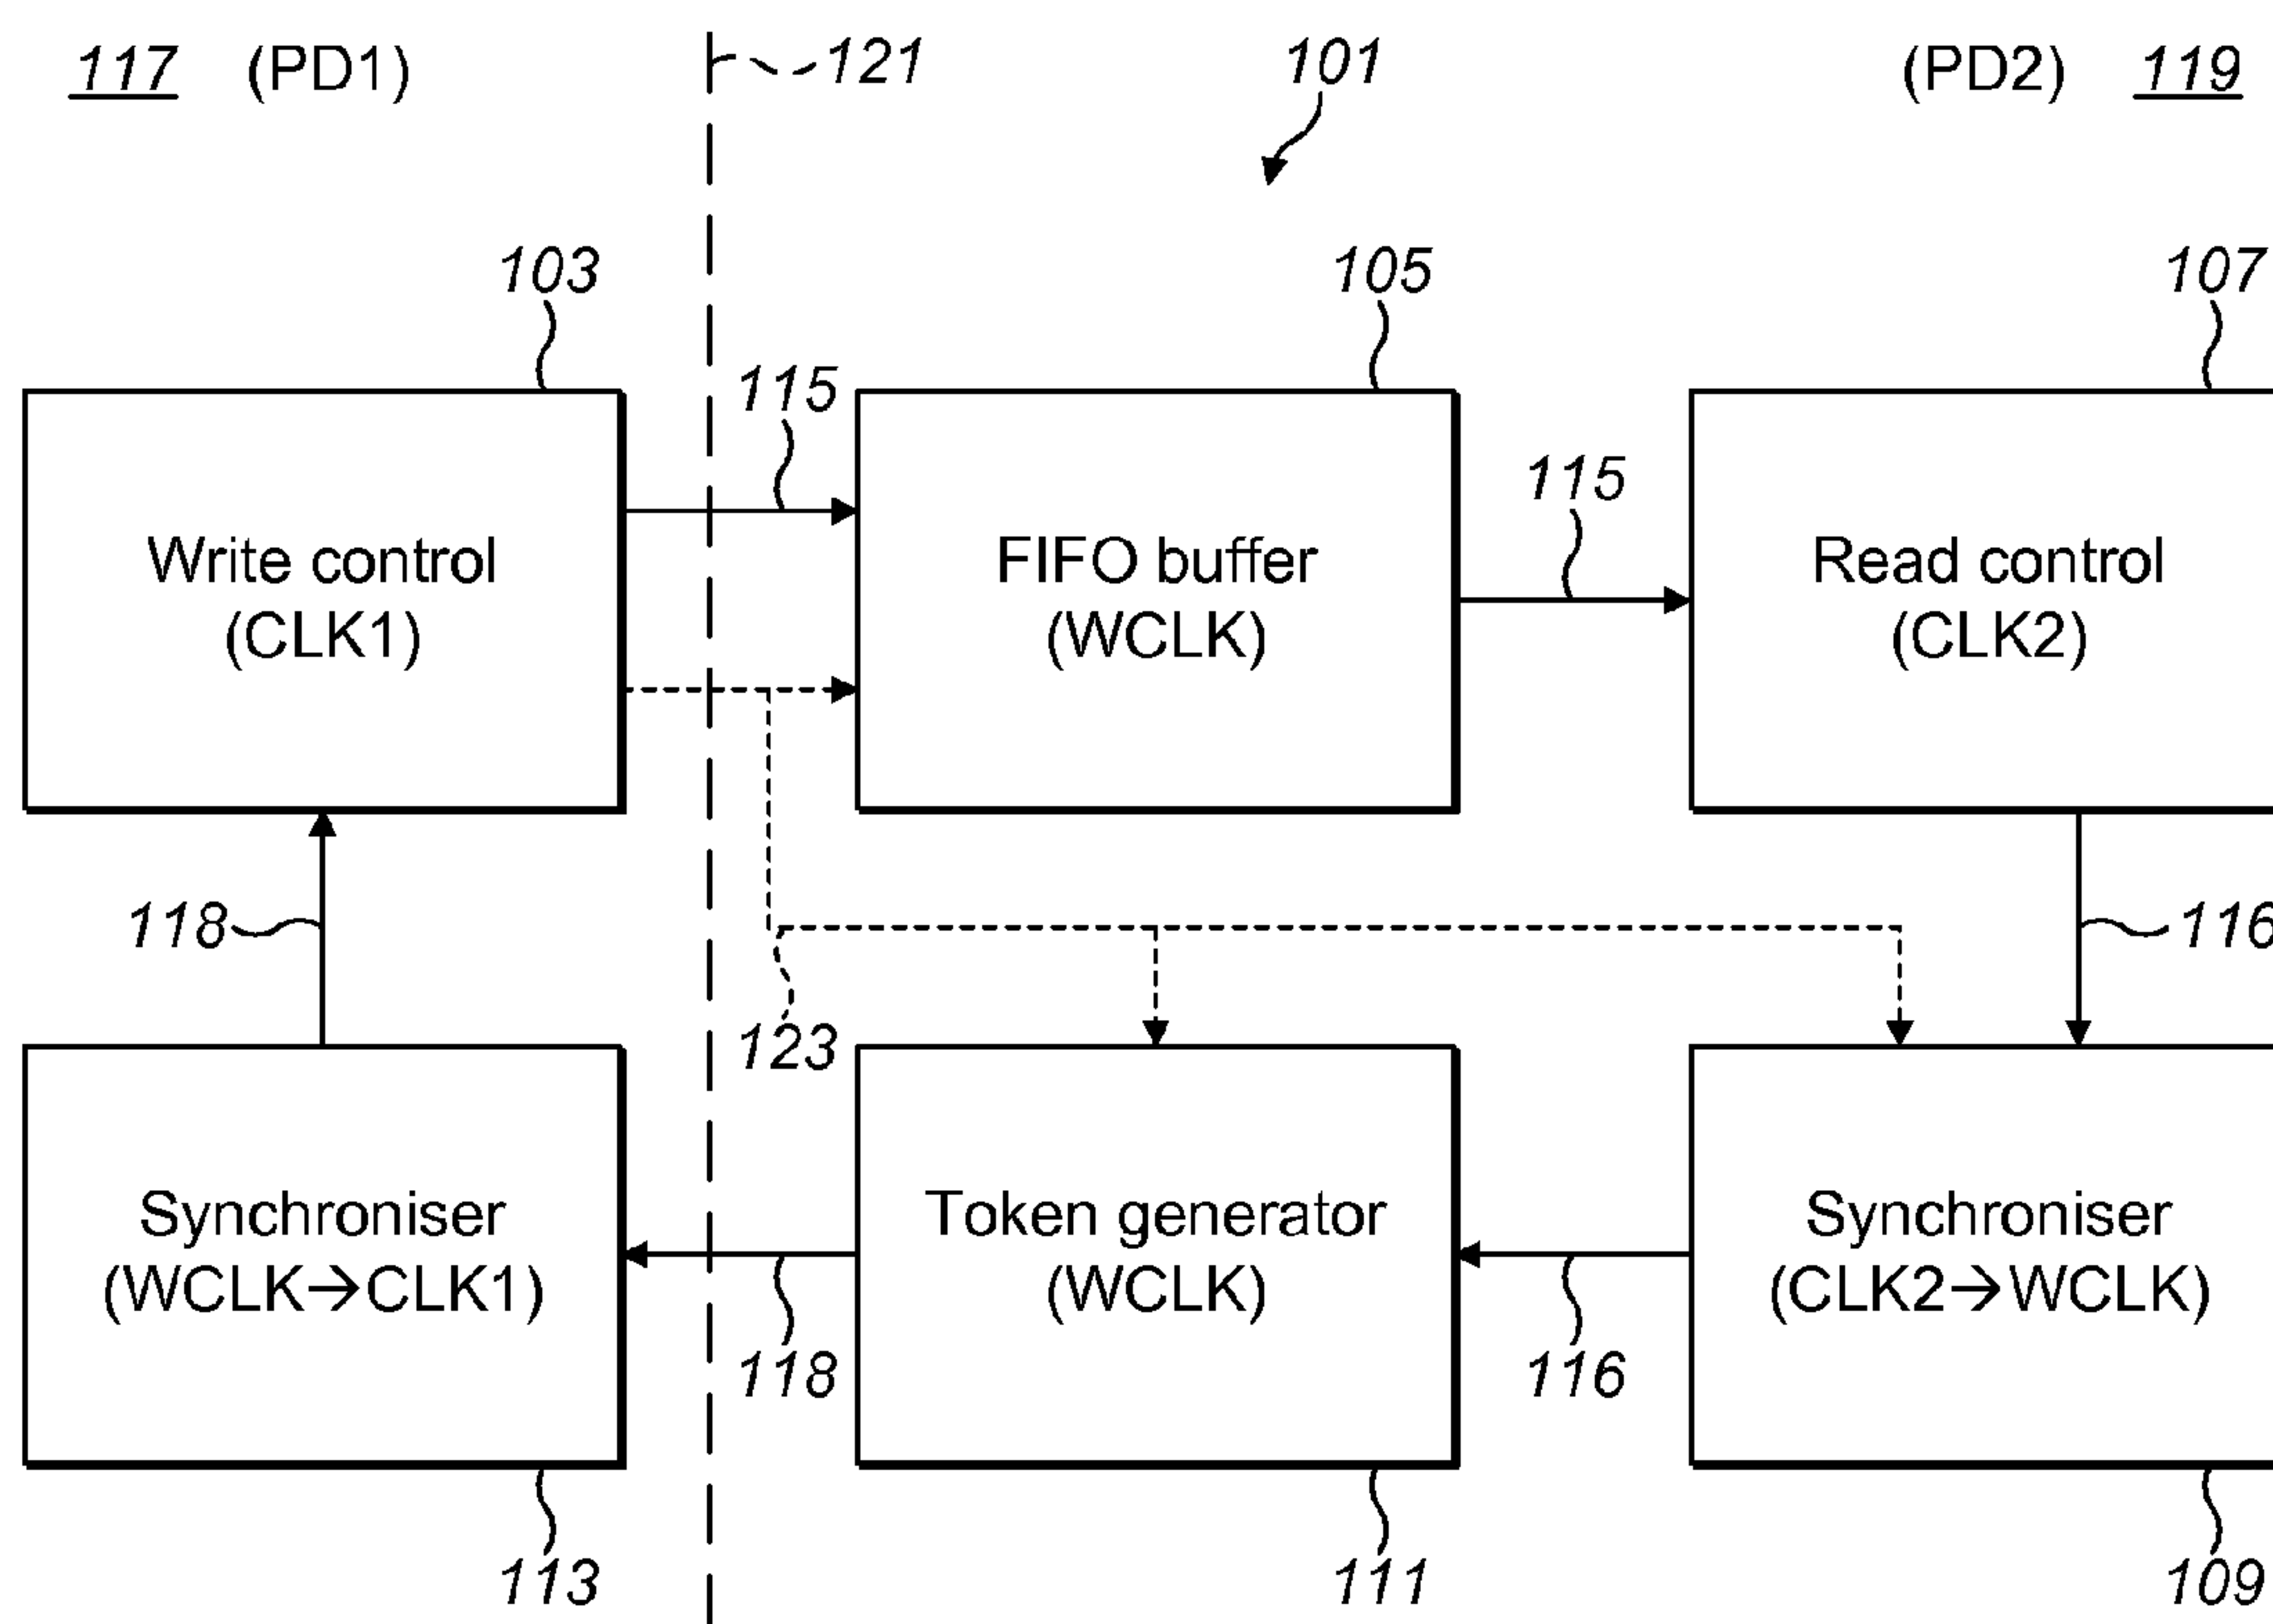 117 (PD1)
121
101
(PD2) 119
103
105
107
115
115
Write control
(CLK1)
FIFO buffer
(WCLK)
Read control
(CLK2)
118
116
123
Synchroniser
(WCLK→CLK1)
Token generator
(WCLK)
Synchroniser
(CLK2→WCLK)
118
116
113
111
109